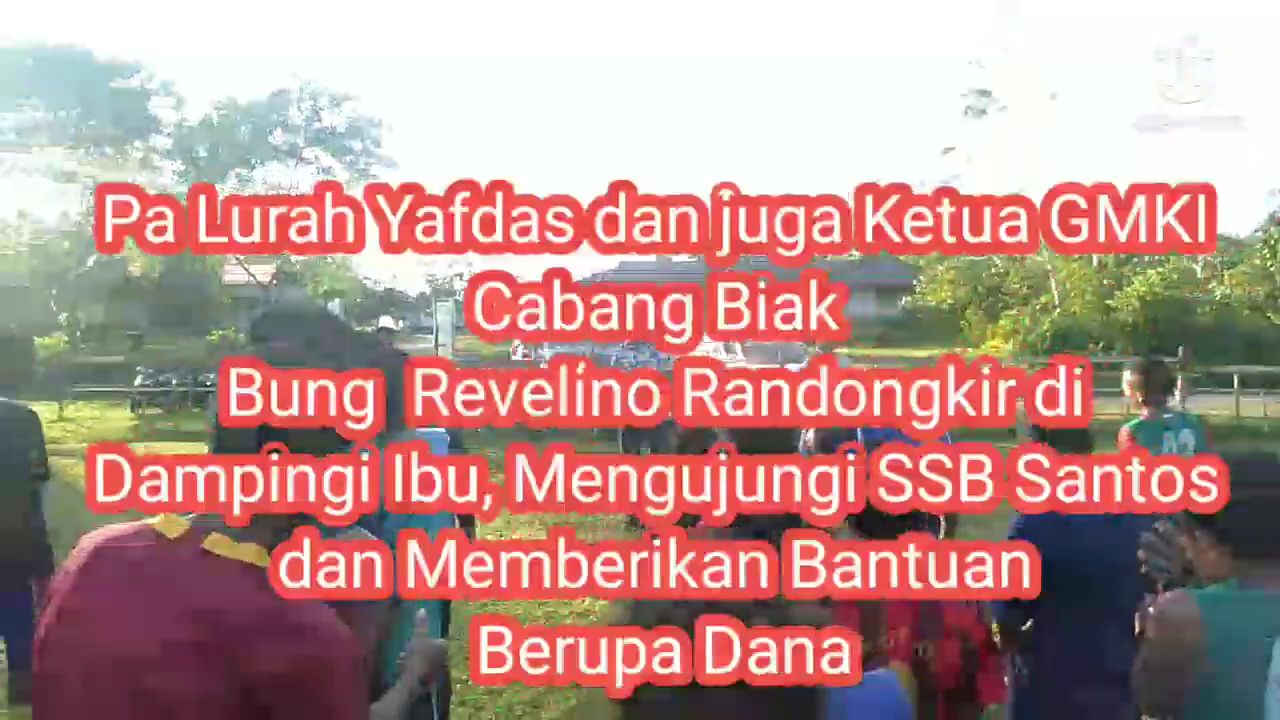 Pa Lurah Yafdas dan juga Ketua GMKI
Cabang Biak
Bung Revelino Randongkir di
Dampingi Ibu, Mengujungi SSB Santos
dan Memberikan Bantuan
Berupa Dana